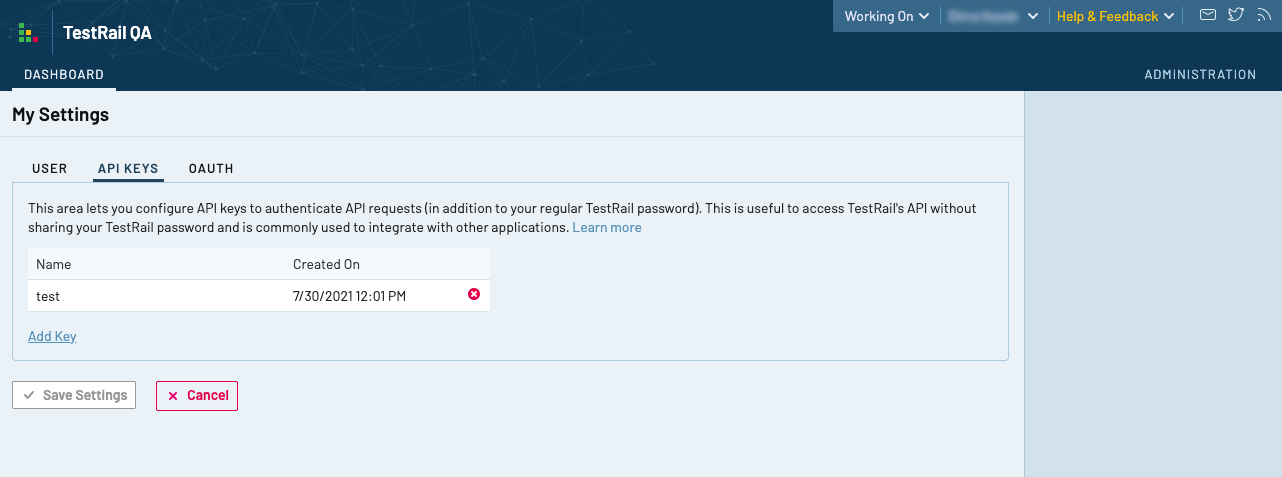 TestRail QA
Working On
Help & Feedback
DASHBOARD
ADMINISTRATION
My Settings
USER
API KEYS
OAUTH
This area lets you configure API keys to authenticate API requests (in addition to your regular TestRail password). This is useful to access TestRail's API without
sharing your TestRail password and is commonly used to integrate with other applications. Learn more
Name Created On
test 7/30/2021 12:01 PM
Add Key
Save Settings
Cancel